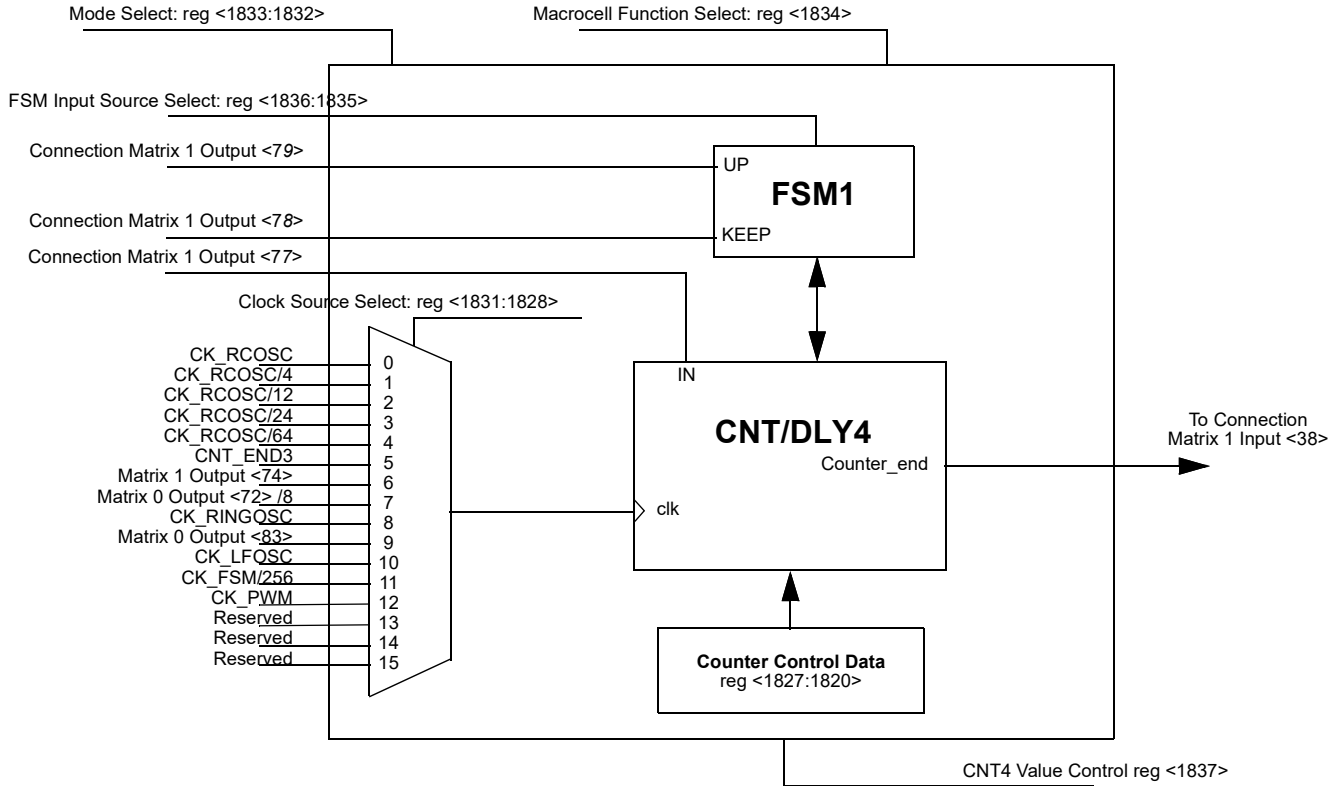 Mode Select: reg <1833:1832>
Macrocell Function Select: reg <1834>
FSM Input Source Select: reg <1836:1835>
Connection Matrix 1 Output <79>
UP
FSM1
Connection Matrix 1 Output <78>
KEEP
Connection Matrix 1 Output <77>
Clock Source Select: reg <1831:1828>
CK_RCOSC 0
CK_RCOSC/4 1
CK_RCOSC/12 2
CK_RCOSC/24 3
CK_RCOSC/64 4
CNT_END3 5
Matrix 1 Output <74> 6
Matrix 0 Output <72> /8 7
CK_RINGOSC 8
Matrix 0 Output <83> 9
CK_LFOSC 10
CK_FSM/256 11
CK_PWM 12
Reserved 13
Reserved 14
Reserved 15
IN
CNT/DLY4
Counter_end
clk
To Connection
Matrix 1 Input <38>
Counter Control Data
reg <1827:1820>
CNT4 Value Control reg <1837>